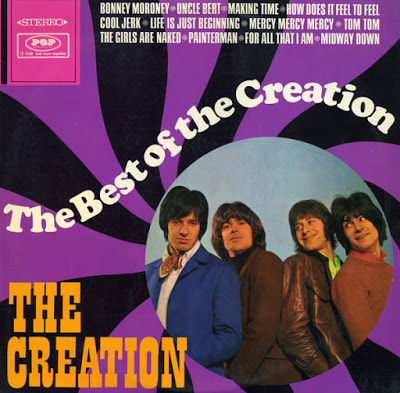 STEREO
POP
BONNEY MORONEY • UNCLE BERT • MAKING TIME • HOW DOES IT FEEL TO FEEL
COOL JERK • LIFE IS JUST BEGINNING • MERCY MERCY MERCY • TOM TOM
THE GIRLS ARE NAKED • PAINTERMAN • FOR ALL THAT I AM • MIDWAY DOWN
The Best of the Creation
THE
CREATION